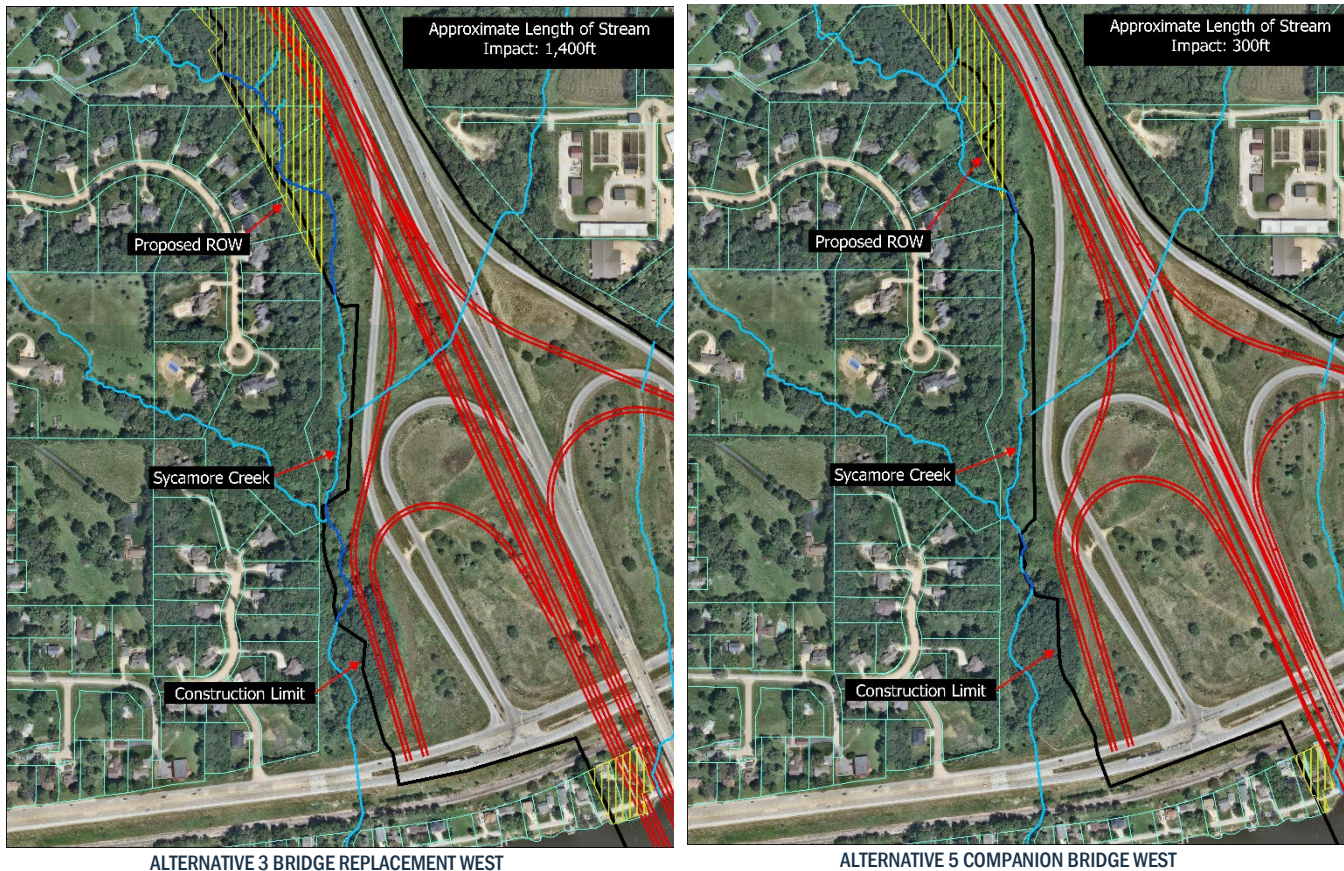 Approximate Length of Stream
Impact: 1,400ft
Proposed ROW
Sycamore Creek
Construction Limit
ALTERNATIVE 3 BRIDGE REPLACEMENT WEST
Approximate Length of Stream
Impact: 300ft
Proposed ROW
Sycamore Creek
Construction Limit
ALTERNATIVE 5 COMPANION BRIDGE WEST